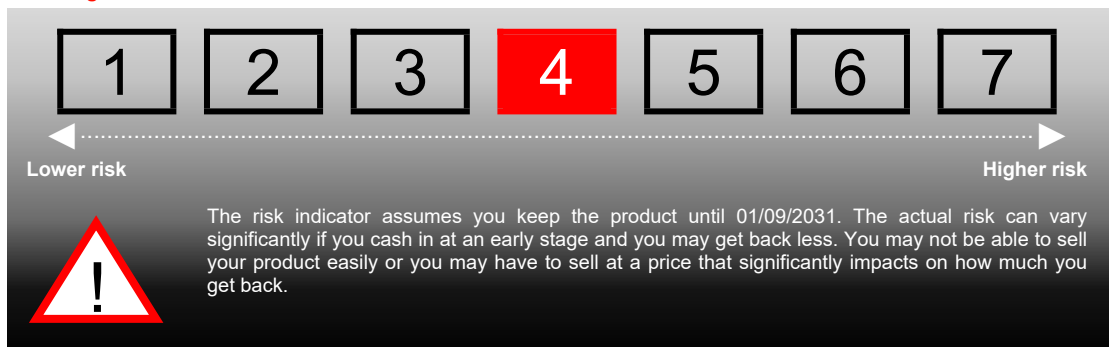 1 2 3 4 5 6 7
Lower risk Higher risk
The risk indicator assumes you keep the product until 01/09/2031. The actual risk can vary
significantly if you cash in at an early stage and you may get back less. You may not be able to sell
your product easily or you may have to sell at a price that significantly impacts on how much you
get back.
!